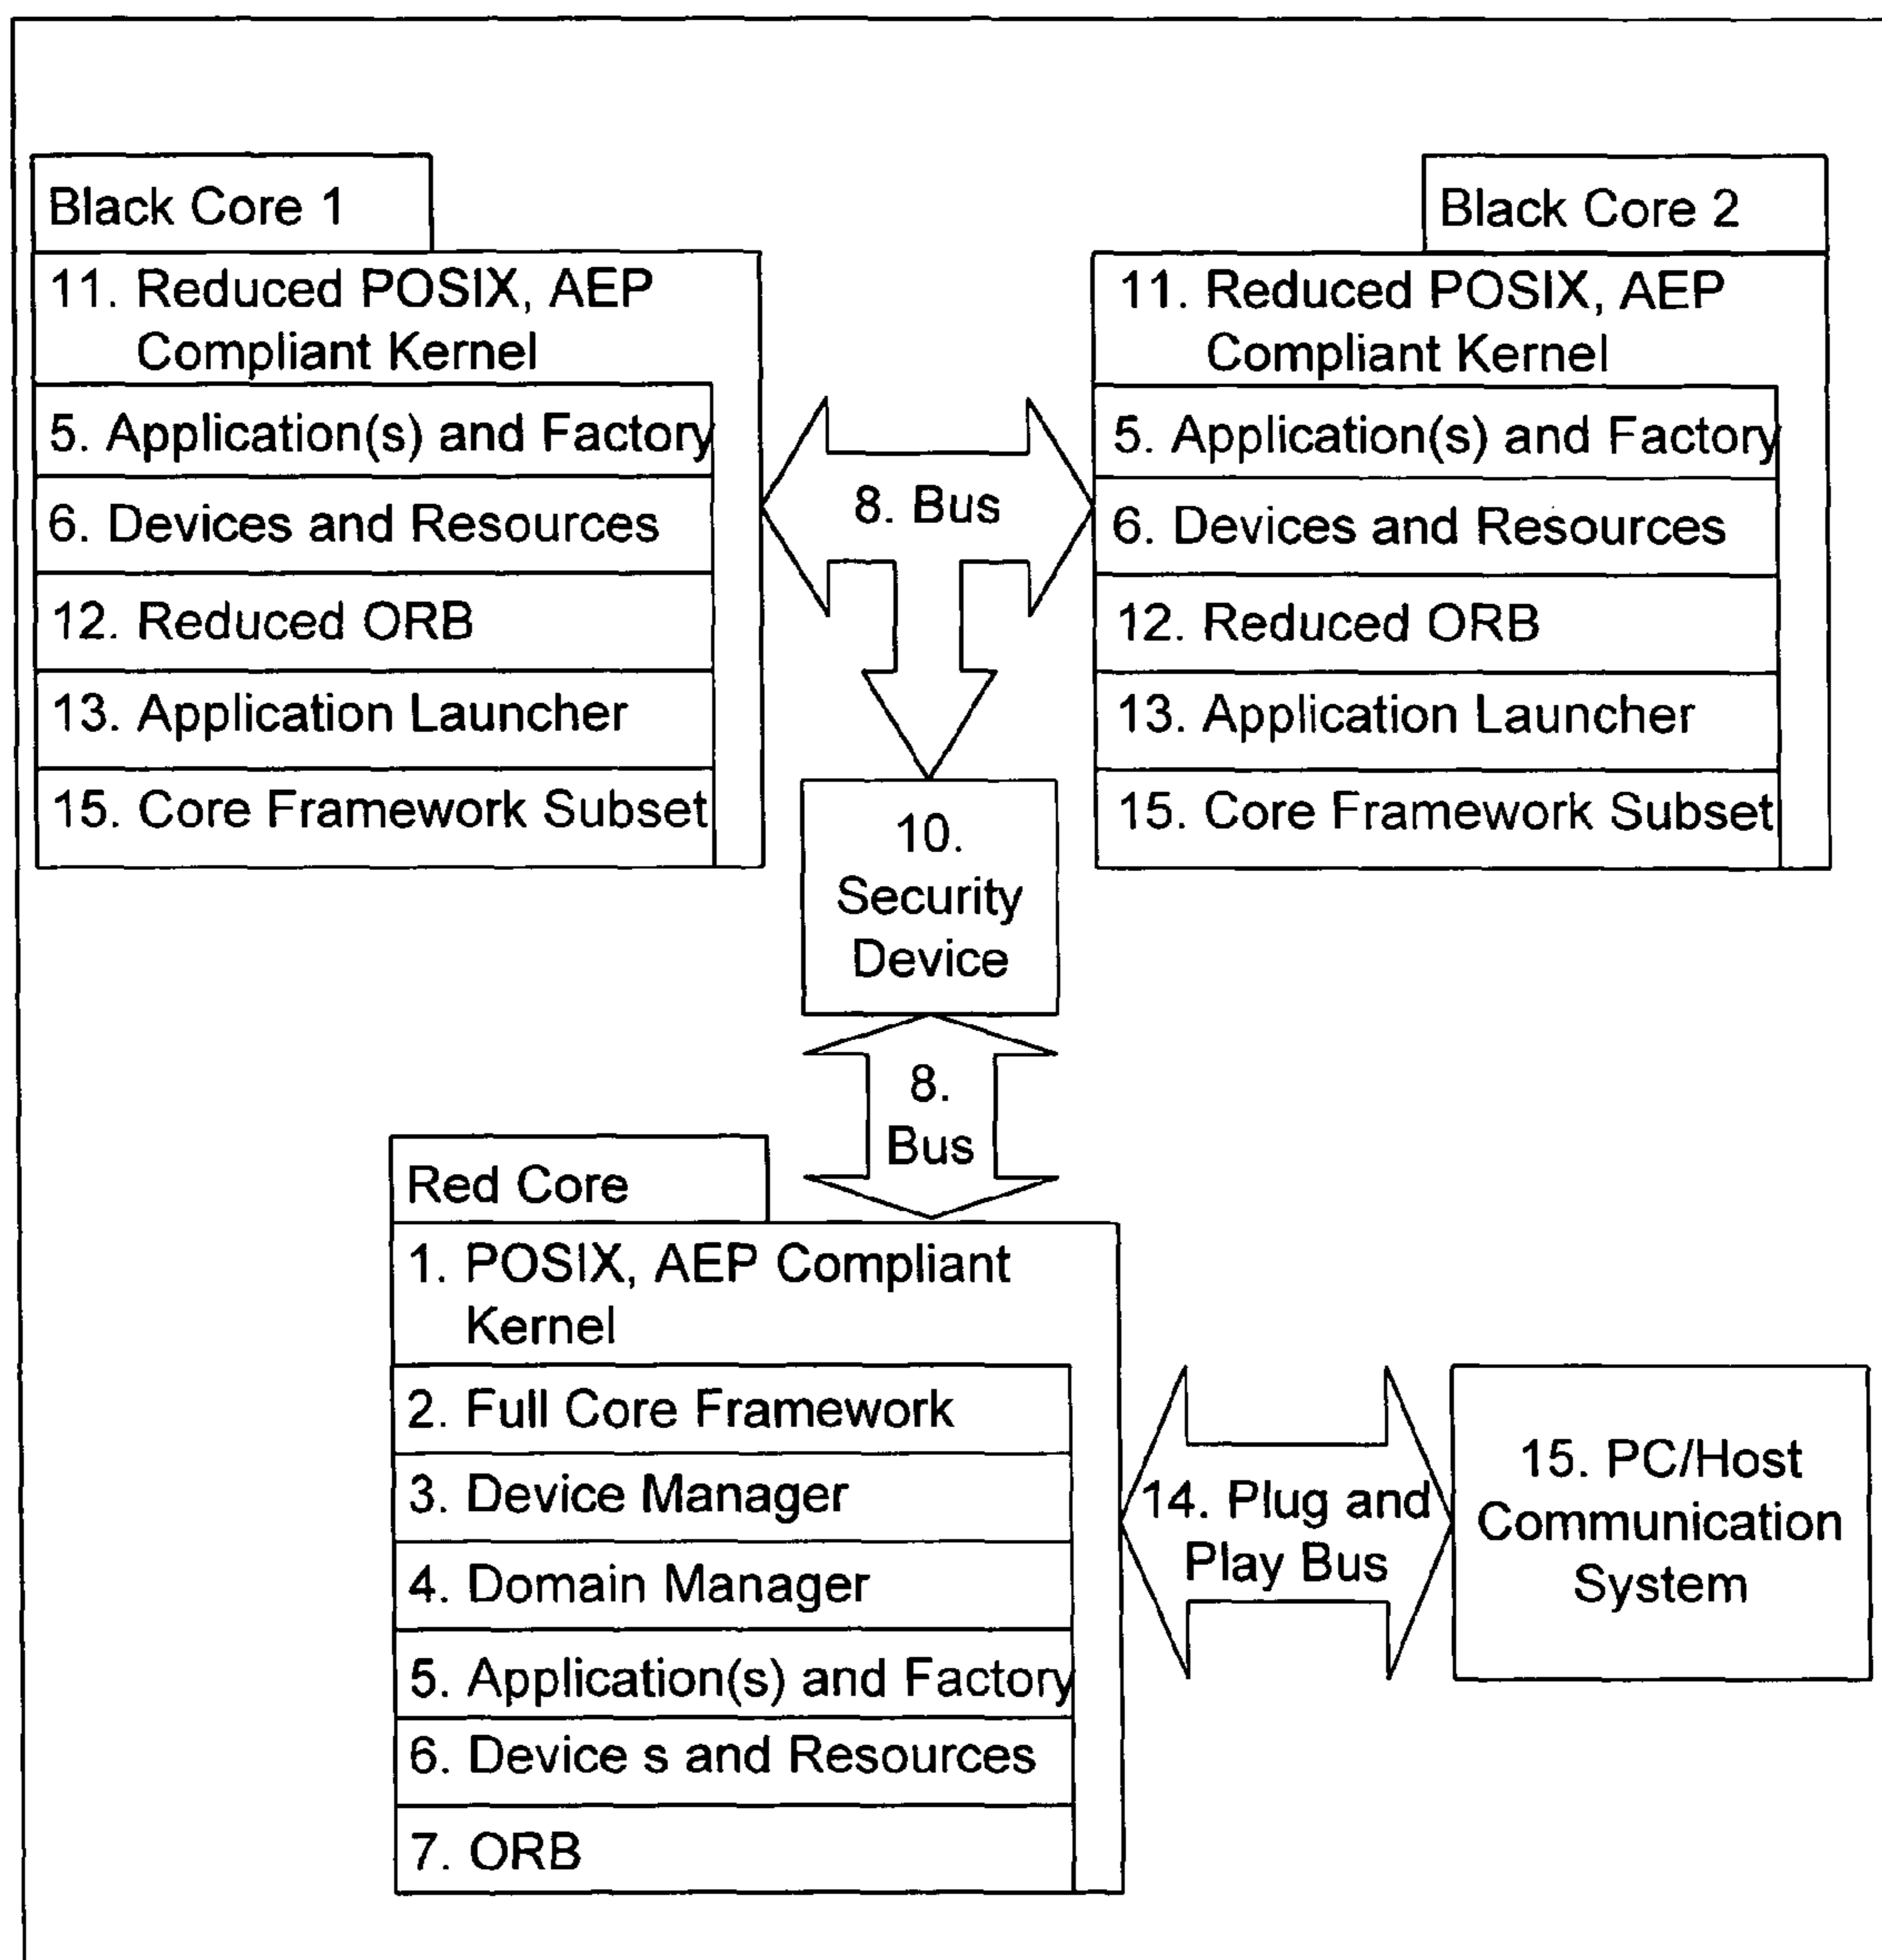 Black Core 1
11. Reduced POSIX, AEP
Compliant Kernel
5. Application(s) and Factory
6. Devices and Resources
12. Reduced ORB
13. Application Launcher
15. Core Framework Subset
8. Bus
Black Core 2
11. Reduced POSIX, AEP
Compliant Kernel
5. Application(s) and Factory
6. Devices and Resources
12. Reduced ORB
13. Application Launcher
15. Core Framework Subset
10.
Security
Device
8.
Bus
Red Core
1. POSIX, AEP Compliant
Kernel
2. Full Core Framework
3. Device Manager
4. Domain Manager
5. Application(s) and Factory
6. Device s and Resources
7. ORB
14. Plug and
Play Bus
15. PC/Host
Communication
System